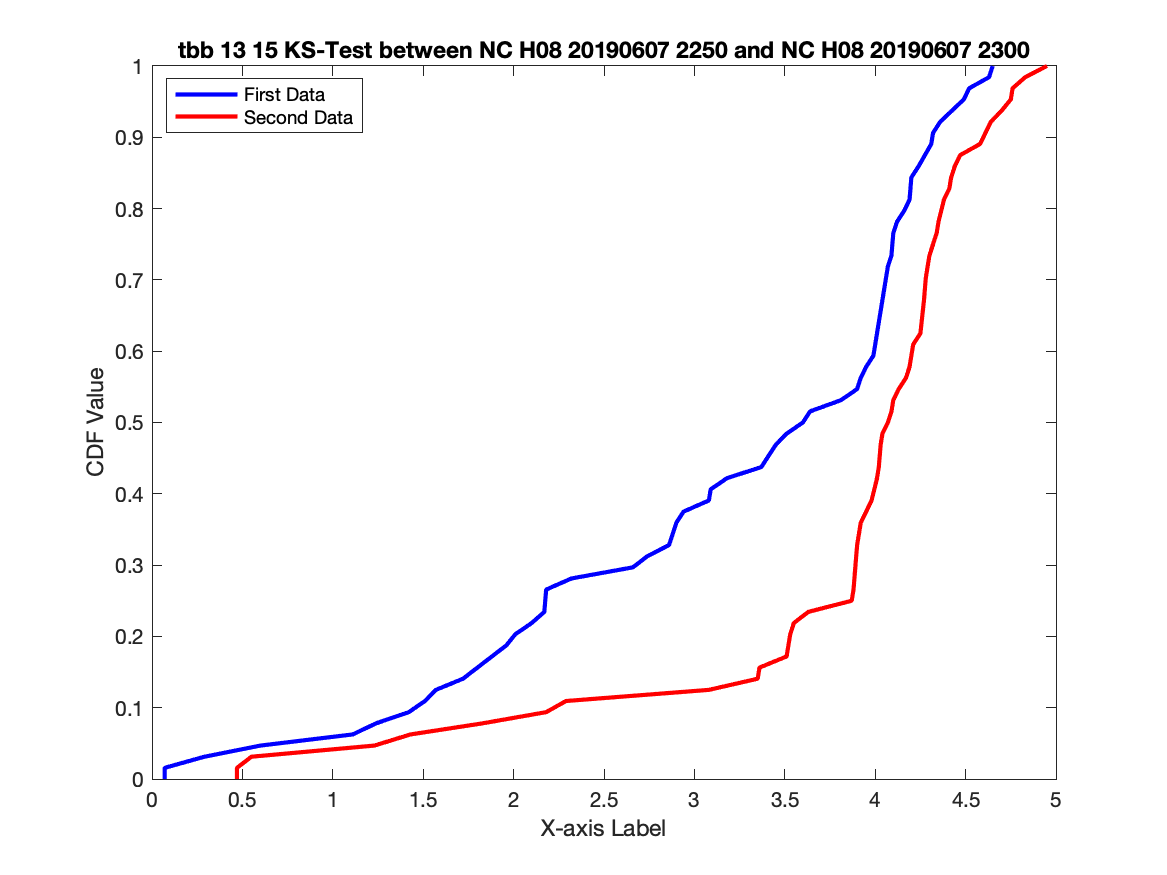 tbb 13 15 KS-Test between NC H08 20190607 2250 and NC H08 20190607 2300
First Data
Second Data
1
0.9
0.8
0.7
0.6
0.5
0.4
0.3
0.2
0.1
0
CDF Value
0 0.5 1 1.5 2 2.5 3 3.5 4 4.5 5
X-axis Label